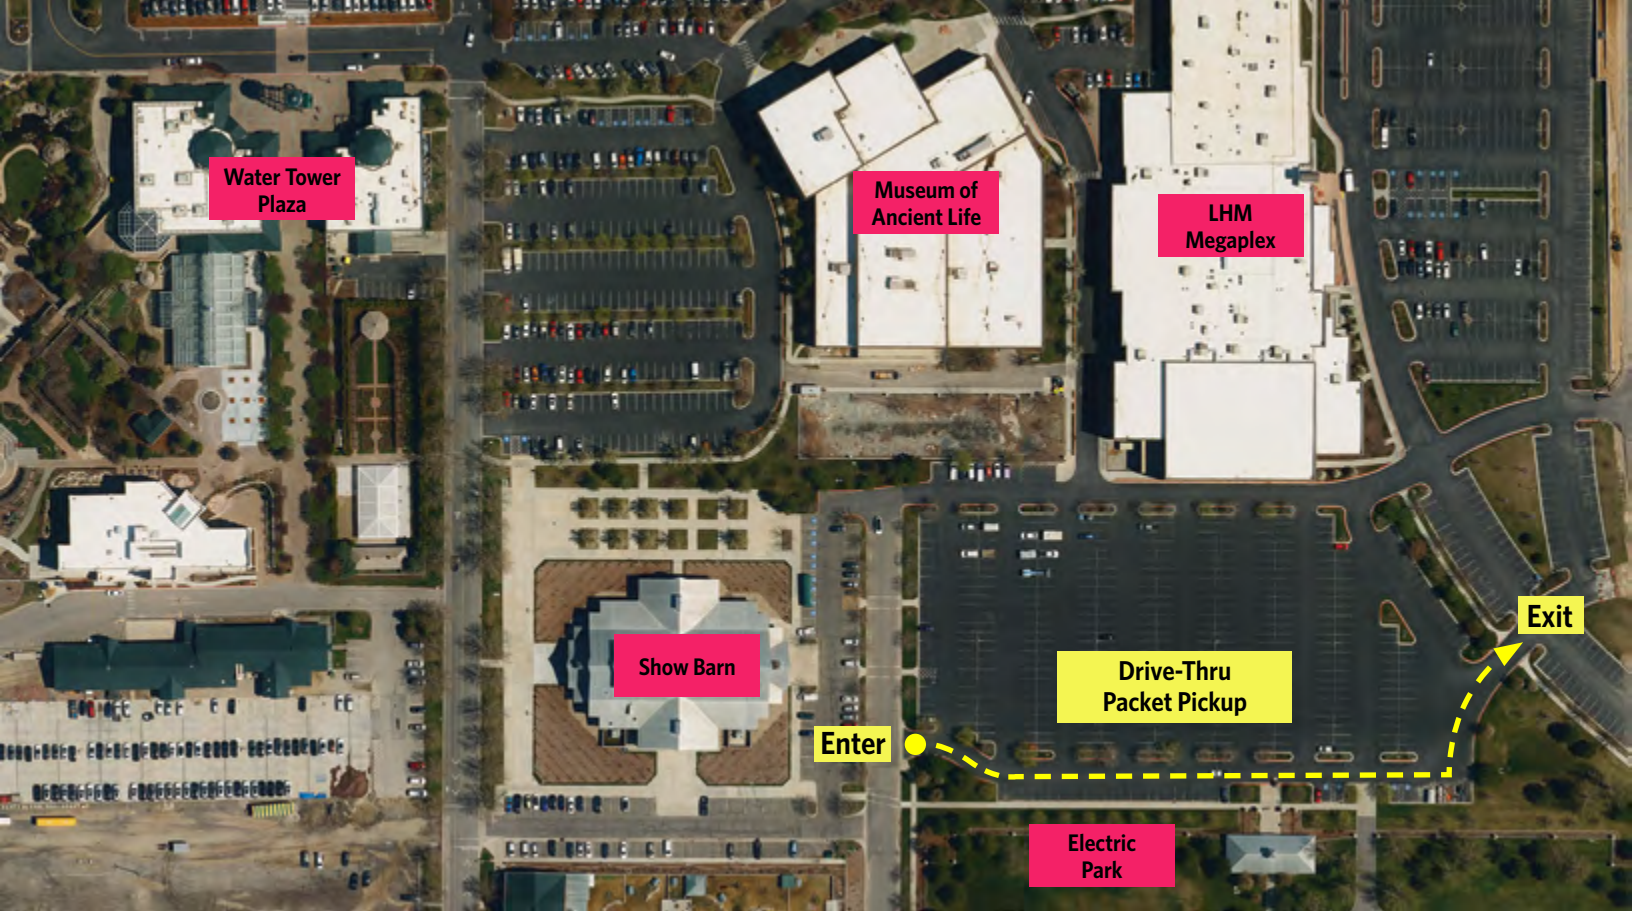 Water Tower
Plaza
Museum of
Ancient Life
LHM
Megaplex
Exit
Show Barn
Drive-Thru
Packet Pickup
Enter
Electric
Park